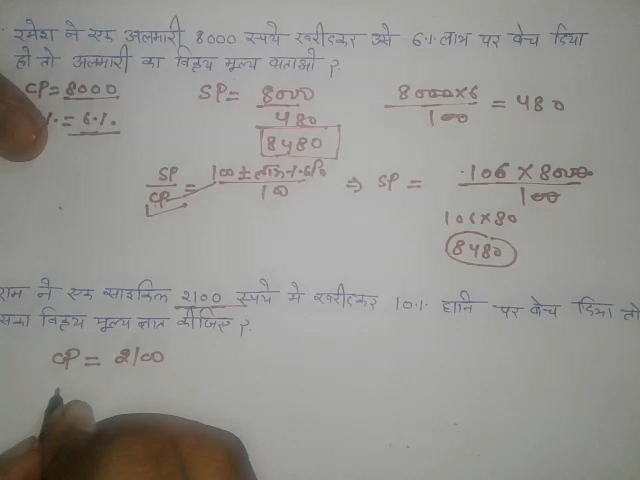 रमेश ने एक अलमारी 8000 रुपये खरीदकर उसे 6% लाभ पर बेच दिया
हो तो अलमारी का विक्रय मूल्य बताओ ?
CP = 8000
% = 6%
SP = 8000
480
8480
8000×6 / 100 = 480
SP / CP = 100 ± लाभ% / 100 ⇒ SP = 106 × 8000 / 100
106×80
8480
राम ने एक साइकिल 2100 रुपये मे खरीदकर 10% हानि पर बेच दिया तो
विक्रय मूल्य ज्ञात कीजिए ?
CP = 2100